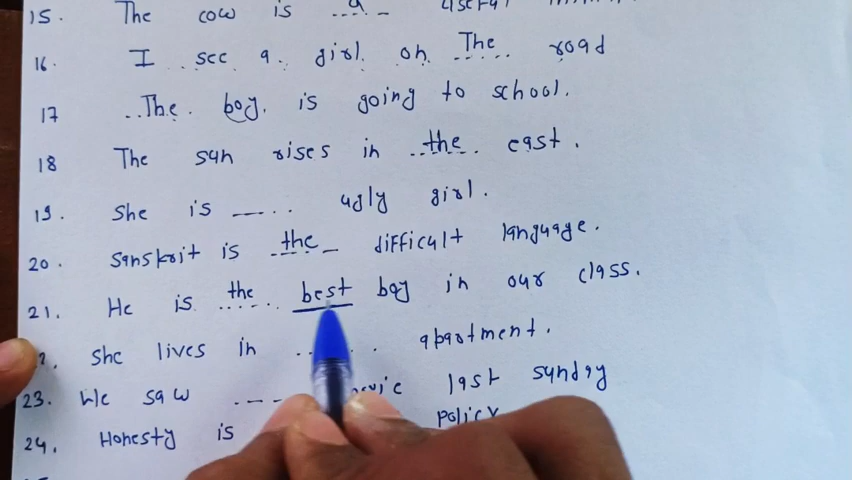 15. The cow is ..a.. useful
16. I see a girl on ..The.. road
17 ..The. boy. is going to school.
18 The sun rises in ..the.. east.
19. She is ____.. ugly girl.
20. Sanskrit is ..the.. difficult language.
21. He is ..the.. best boy in our class.
She lives in ...... apartment.
23. We saw ____ last sunday
24. Honesty is policy